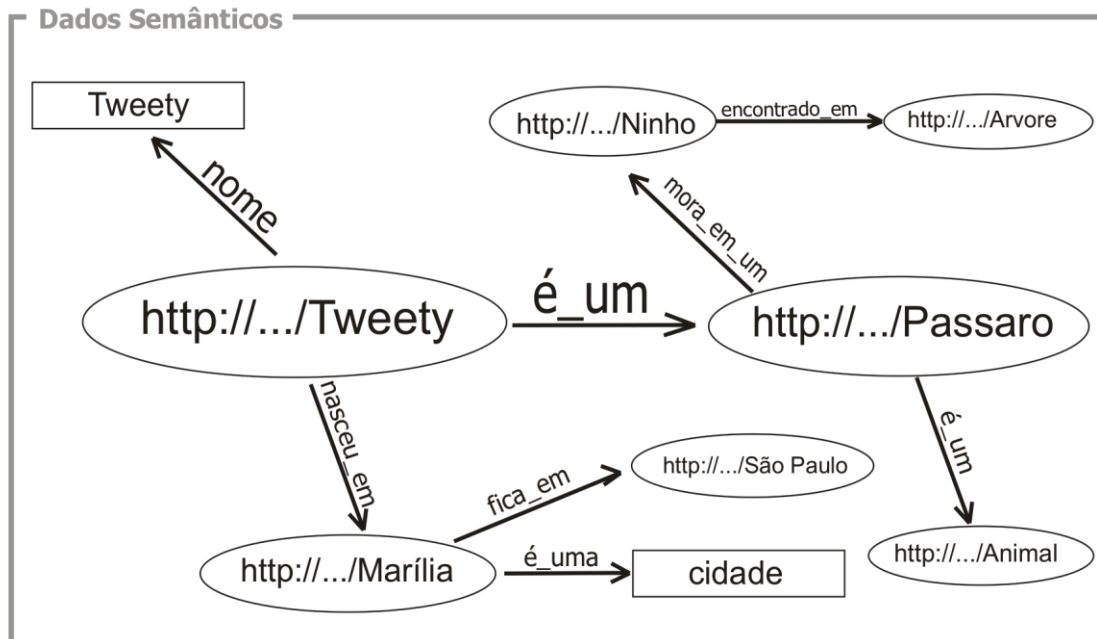 Dados Semânticos
Tweety
http://.../Ninho
encontrado_em
http://.../Arvore
nome
mora_em_um
http://.../Tweety
é_um
http://.../Passaro
nasceu_em
fica_em
http://.../São Paulo
é_um
http://.../Marília
é_uma
cidade
http://.../Animal